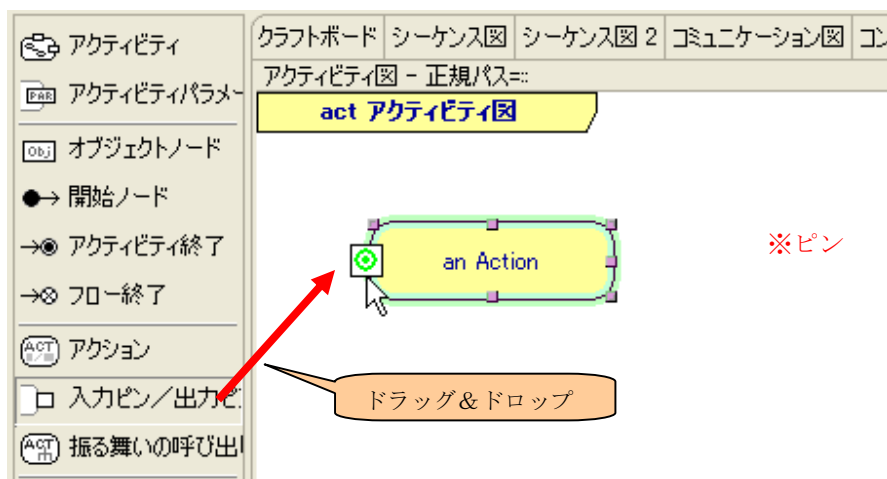 アクティビティ
アクティビティパラメー
オブジェクトノード
開始ノード
アクティビティ終了
フロー終了
アクション
入力ピン/出力ピ
振る舞いの呼び出し
クラフトボード
シーケンス図
シーケンス図 2
コミュニケーション図
コン
アクティビティ図 - 正規パス=::
act アクティビティ図
an Action
※ピン
ドラッグ&ドロップ
PAR
Obj
ACT
ACT